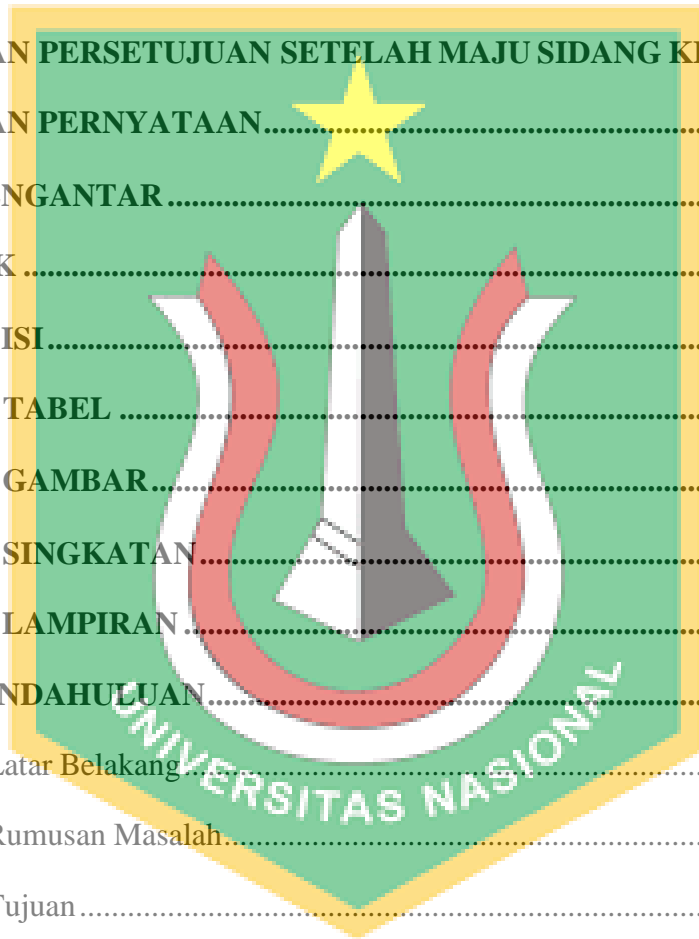 AN PERSETUJUAN SETELAH MAJU SIDANG K
AN PERNYATAAN........................................................
NGANTAR........................................................
K........................................................
ISI........................................................
TABEL........................................................
GAMBAR........................................................
SINGKATAN........................................................
LAMPIRAN........................................................
NDAHULUAN........................................................
Latar Belakang........................................................
Rumusan Masalah........................................................
Tujuan........................................................
UNIVERSITAS NASIONAL